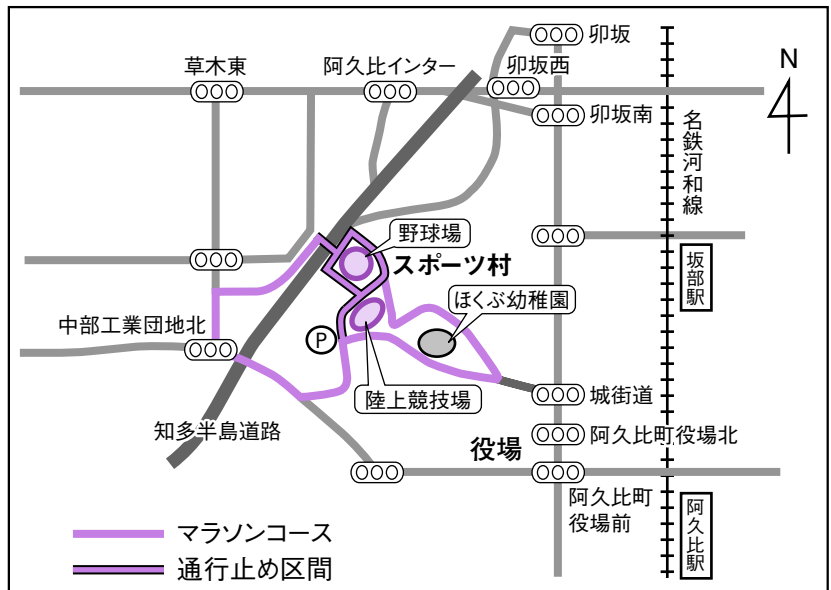 卯坂
N
草木東
阿久比インター
卯坂西
卯坂南
名鉄河和線
野球場
スポーツ村
坂部駅
ほくぶ幼稚園
中部工業団地北
P
陸上競技場
城街道
知多半島道路
役場
阿久比町役場北
阿久比町
役場前
阿久比駅
マラソンコース
通行止め区間